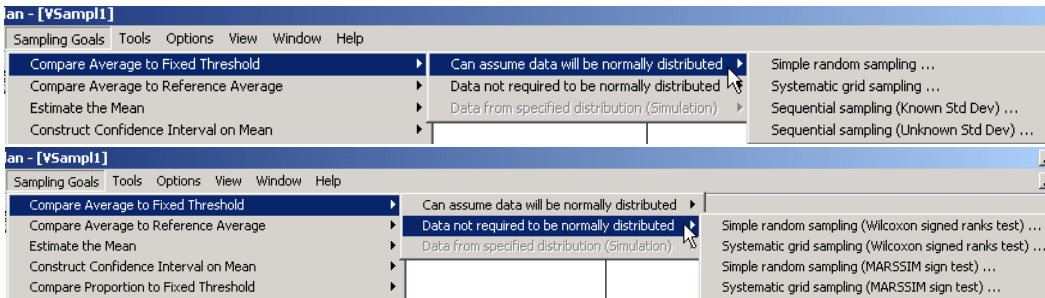 lan - [VSampl1]
Sampling Goals Tools Options View Window Help
Compare Average to Fixed Threshold
Can assume data will be normally distributed
Simple random sampling ...
Compare Average to Reference Average
Data not required to be normally distributed
Systematic grid sampling ...
Estimate the Mean
Data from specified distribution (Simulation)
Sequential sampling (Known Std Dev) ...
Construct Confidence Interval on Mean
Sequential sampling (Unknown Std Dev) ...
lan - [VSampl1]
Sampling Goals Tools Options View Window Help
Compare Average to Fixed Threshold
Can assume data will be normally distributed
Compare Average to Reference Average
Data not required to be normally distributed
Simple random sampling (Wilcoxon signed ranks test) ...
Estimate the Mean
Data from specified distribution (Simulation)
Systematic grid sampling (Wilcoxon signed ranks test) ...
Construct Confidence Interval on Mean
Simple random sampling (MARSSIM sign test) ...
Compare Proportion to Fixed Threshold
Systematic grid sampling (MARSSIM sign test) ...